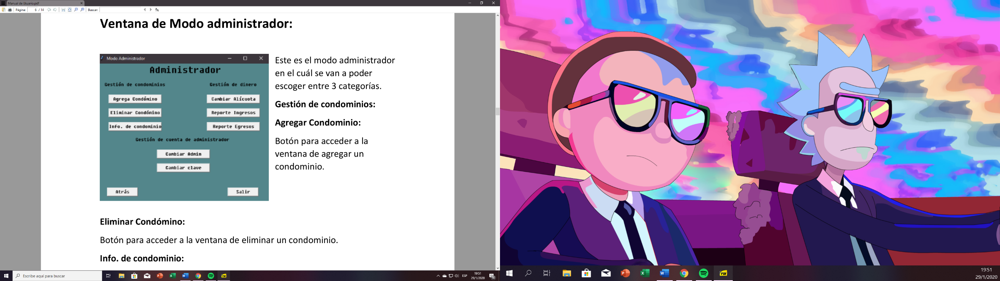 Manual de Usuario.pdf
Página: 6 / 14 Buscar:
Ventana de Modo administrador:
Modo Administrador
Administrador
Gestión de condominios Gestión de dinero
Agrega Condómino Cambiar Alícuota
Eliminar Condómino Reporte Ingresos
Info. de condominio Reporte Egresos
Gestión de cuenta de administrador
Cambiar Admin
Cambiar clave
Atrás Salir
Este es el modo administrador
en el cuál se van a poder
escoger entre 3 categorías.
Gestión de condominios:
Agregar Condominio:
Botón para acceder a la
ventana de agregar un
condominio.
Eliminar Condómino:
Botón para acceder a la ventana de eliminar un condominio.
Info. de condominio:
Escribe aquí para buscar
ESP
19:51
29/1/2020
10
PDF
19:51
29/1/2020